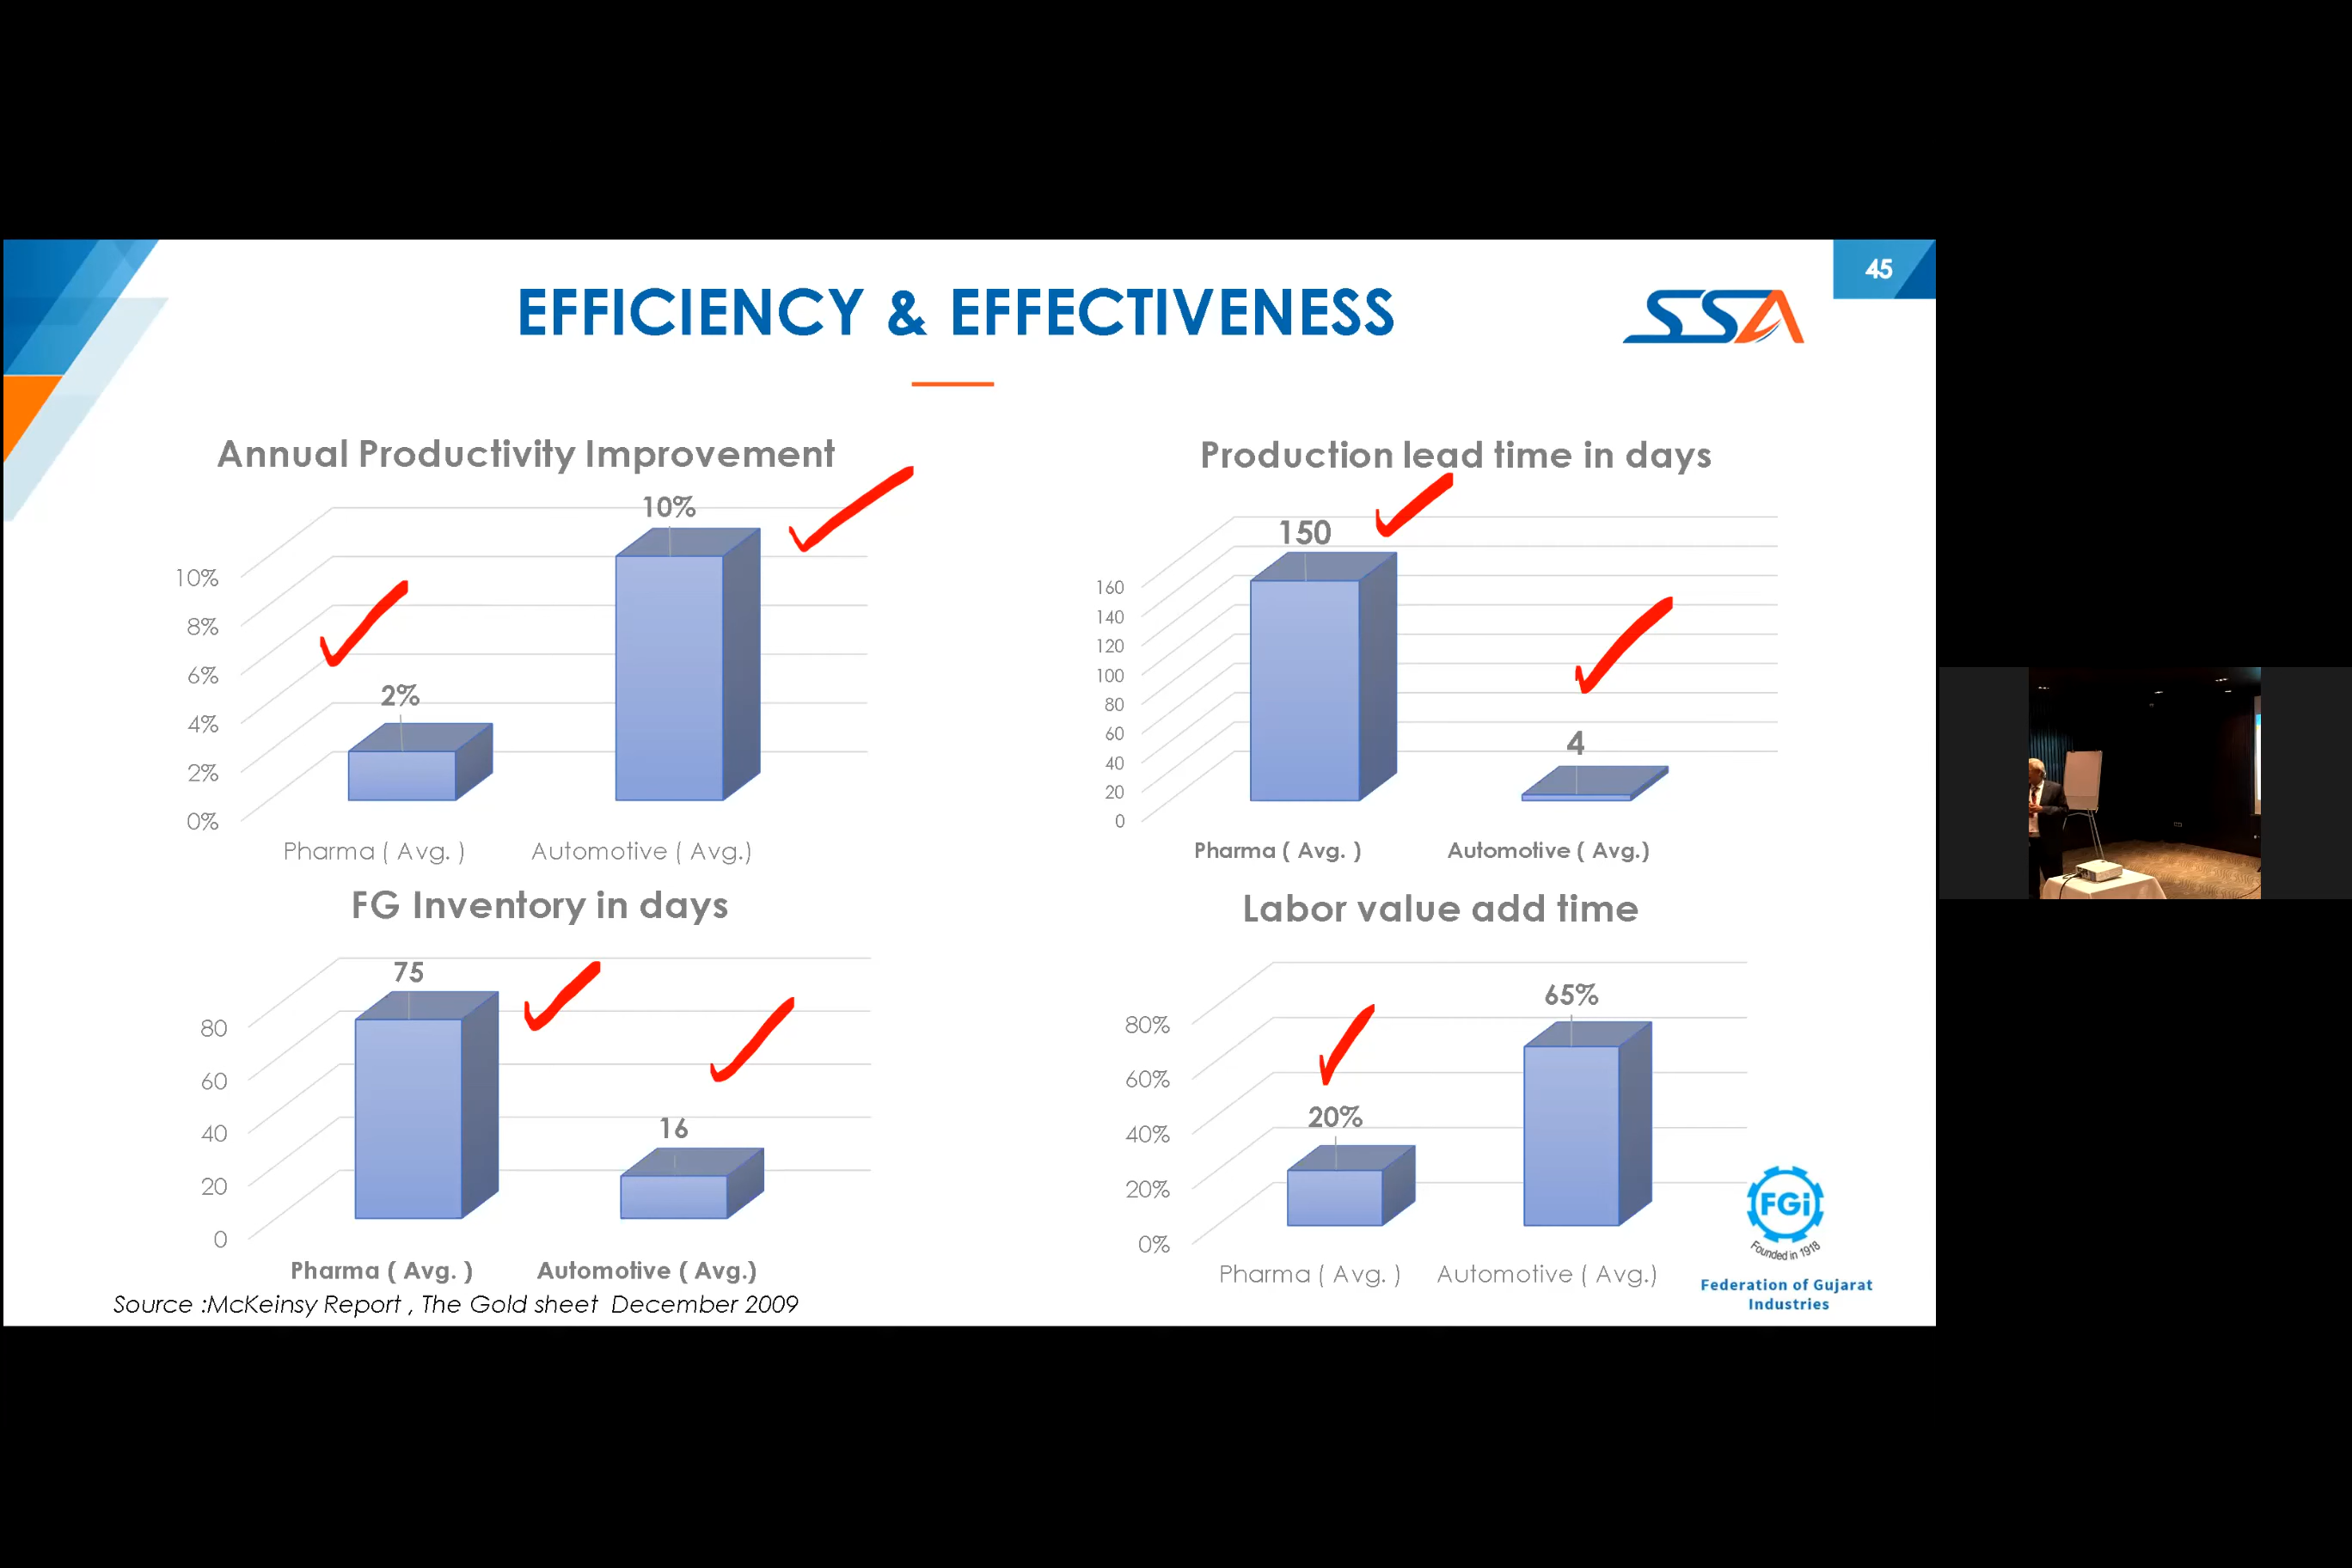 45
EFFICIENCY & EFFECTIVENESS
SSA
Annual Productivity Improvement
10%
10%
8%
6%
2%
4%
2%
0%
Pharma ( Avg. )
Automotive ( Avg.)
Production lead time in days
150
160
140
120
100
80
4
60
40
20
0
Pharma ( Avg. )
Automotive ( Avg.)
FG Inventory in days
75
80
60
40
16
20
0
Pharma ( Avg. )
Automotive ( Avg.)
Labor value add time
65%
80%
60%
20%
40%
20%
0%
Pharma ( Avg. )
Automotive ( Avg.)
Source :McKeinsy Report , The Gold sheet December 2009
FGi
Founded in 1918
Federation of Gujarat
Industries